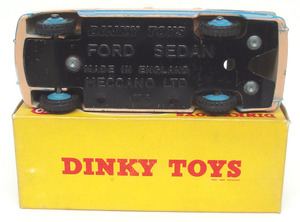 DINKY TOYS
FORD SEDAN
MADE IN ENGLAND
MECCANO LTD
DINKY TOYS